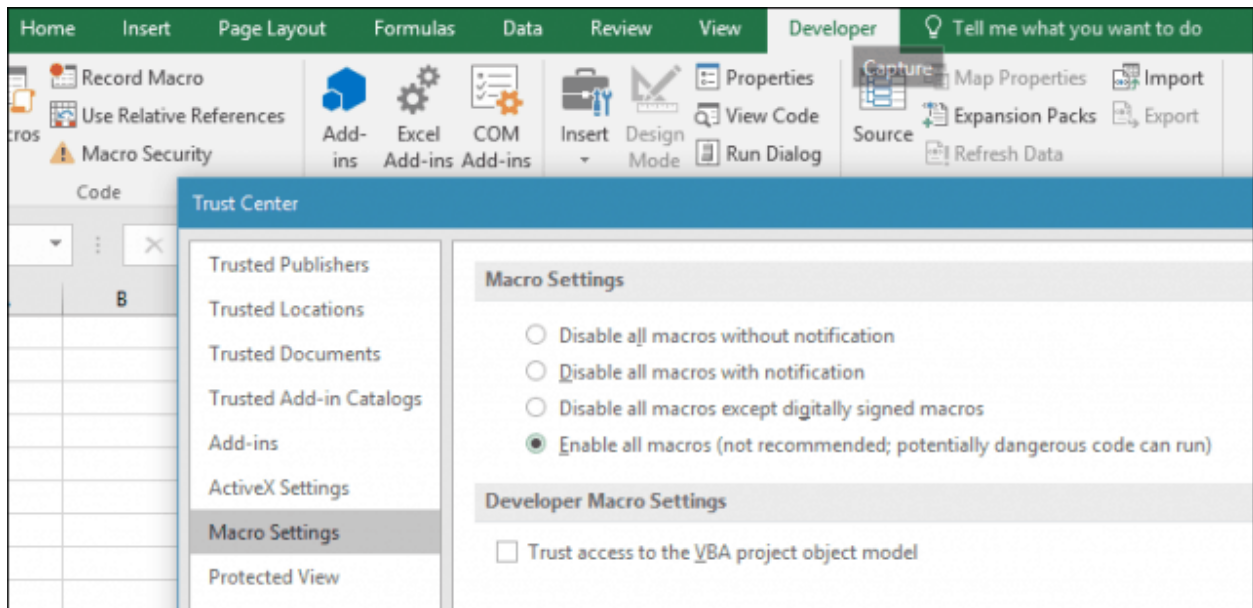 Home Insert Page Layout Formulas Data Review View Developer Tell me what you want to do
Record Macro
Use Relative References
Macro Security
Code
Add-
ins
Excel
Add-ins
COM
Add-ins
Insert
Design
Mode
Properties
View Code
Run Dialog
Capture
Source
Map Properties
Expansion Packs
Refresh Data
Import
Export
B
Trust Center
Trusted Publishers
Trusted Locations
Trusted Documents
Trusted Add-in Catalogs
Add-ins
ActiveX Settings
Macro Settings
Protected View
Macro Settings
Disable all macros without notification
Disable all macros with notification
Disable all macros except digitally signed macros
Enable all macros (not recommended; potentially dangerous code can run)
Developer Macro Settings
Trust access to the VBA project object model